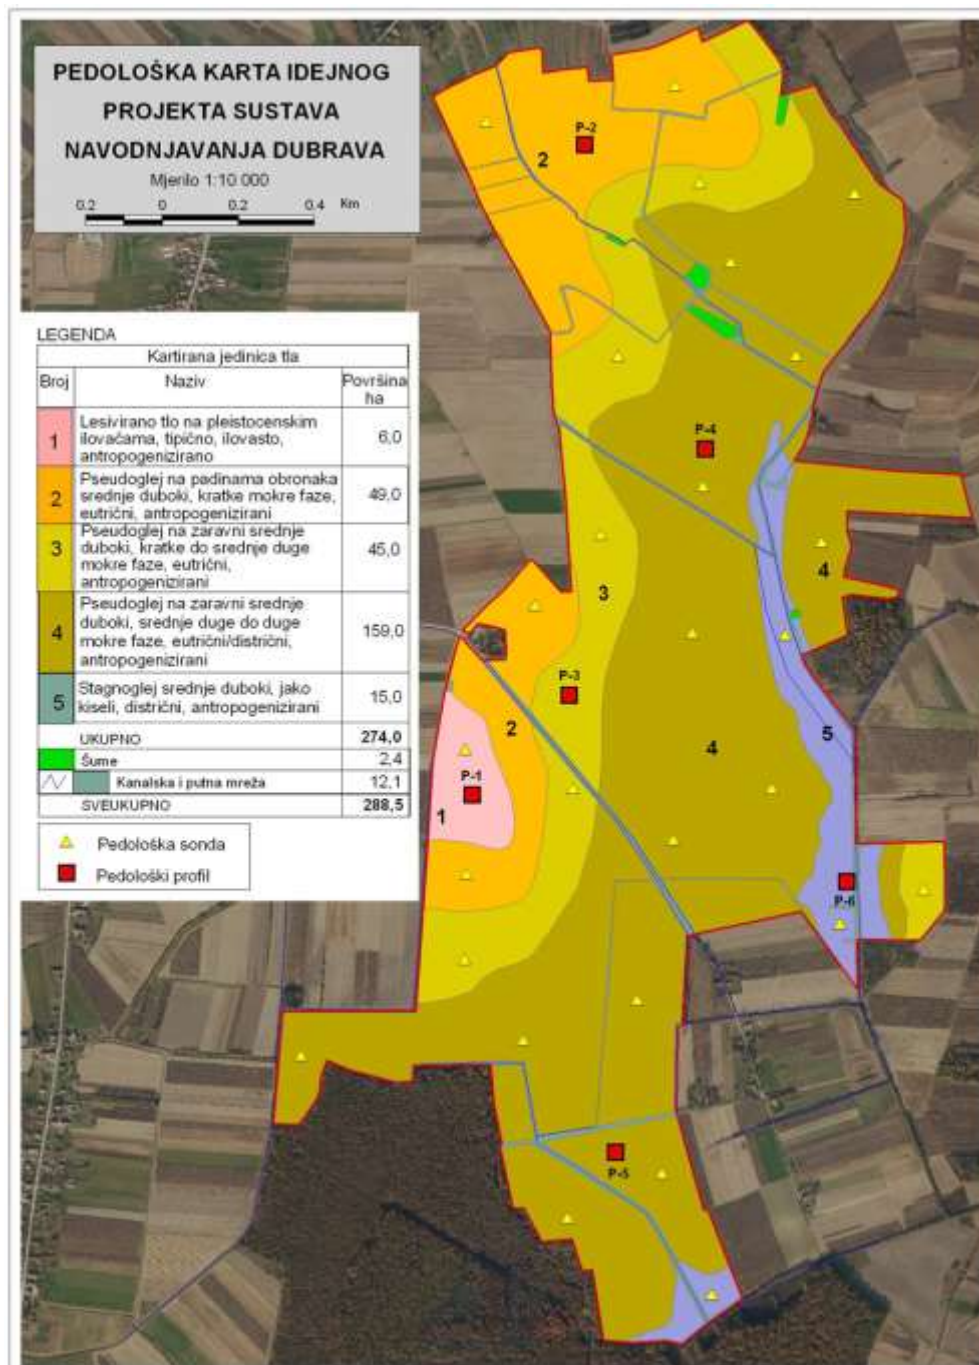 PEDOLOŠKA KARTA IDEJNOG
PROJEKTA SUSTAVA
NAVODNJAVANJA DUBRAVA
Mjerilo 1:10 000
0.2 0 0.2 0.4 Km
LEGENDA
Kartirana jedinica tla
Broj Naziv Površina
ha
1 Lesivirano tlo na pleistocenskim
ilovačama, tipično, ilovasto,
antropogenizirano 6,0
2 Pseudoglej na padinama obronaka
srednje duboki, kratke mokre faze,
eutrični, antropogenizirani 49,0
3 Pseudoglej na zaravni srednje
duboki, kratke do srednje duge
mokre faze, eutrični,
antropogenizirani 45,0
4 Pseudoglej na zaravni srednje
duboki, srednje duge do duge
mokre faze, eutrični/distrični,
antropogenizirani 159,0
5 Stagnoglej srednje duboki, jako
kiseli, distrični, antropogenizirani 15,0
UKUPNO 274,0
Šume 2,4
Kanalska i putna mreža 12,1
SVEUKUPNO 288,5
Pedološka sonda
Pedološki profil
P-2
2
P-4
4
3
P-3
2
4
5
P-1
1
P-6
P-5